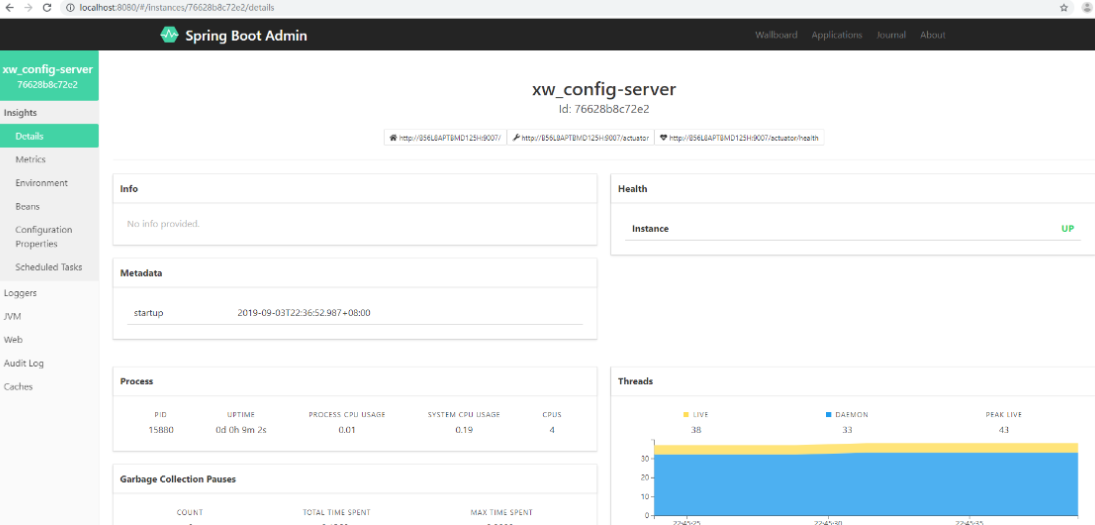 localhost:8080/#/instances/76628b8c72e2/details
Spring Boot Admin
Wallboard Applications Journal About
xw_config-server
76628b8c72e2
Insights
Details
Metrics
Environment
Beans
Configuration
Properties
Scheduled Tasks
Loggers
JVM
Web
Audit Log
Caches
xw_config-server
Id: 76628b8c72e2
http://B56L8APTBMD125H:9007/ http://B56L8APTBMD125H:9007/actuator http://B56L8APTBMD125H:9007/actuator/health
Info
No info provided.
Health
Instance UP
Metadata
startup 2019-09-03T22:36:52.987+08:00
Process
PID UPTIME PROCESS CPU USAGE SYSTEM CPU USAGE CPUS
15880 0d 0h 9m 2s 0.01 0.19 4
Threads
LIVE DAEMON PEAK LIVE
38 33 43
30
20
10
0
22:45:25 22:45:30 22:45:35
Garbage Collection Pauses
COUNT TOTAL TIME SPENT MAX TIME SPENT